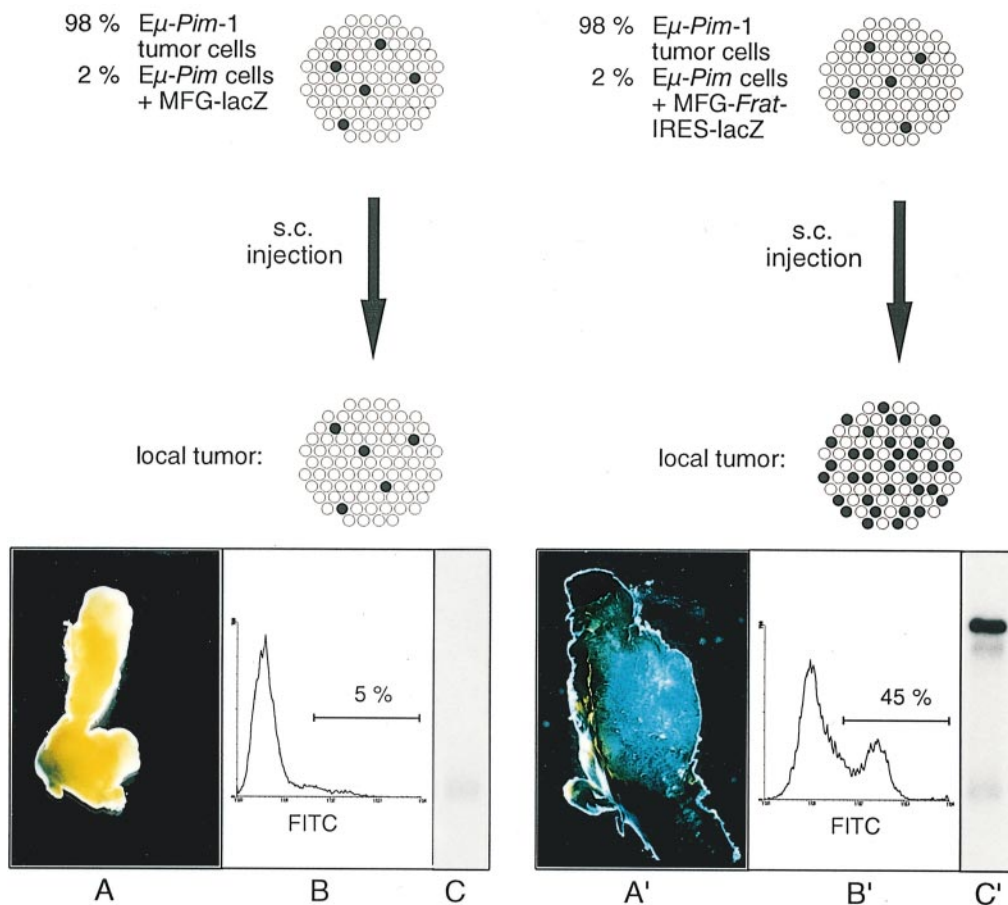 98 % Eμ-Pim-1
tumor cells
2 % Eμ-Pim cells
+ MFG-lacZ
s.c.
injection
local tumor:
5 %
FITC
A B C
98 % Eμ-Pim-1
tumor cells
2 % Eμ-Pim cells
+ MFG-Frat-
IRES-lacZ
s.c.
injection
local tumor:
45 %
FITC
A' B' C'